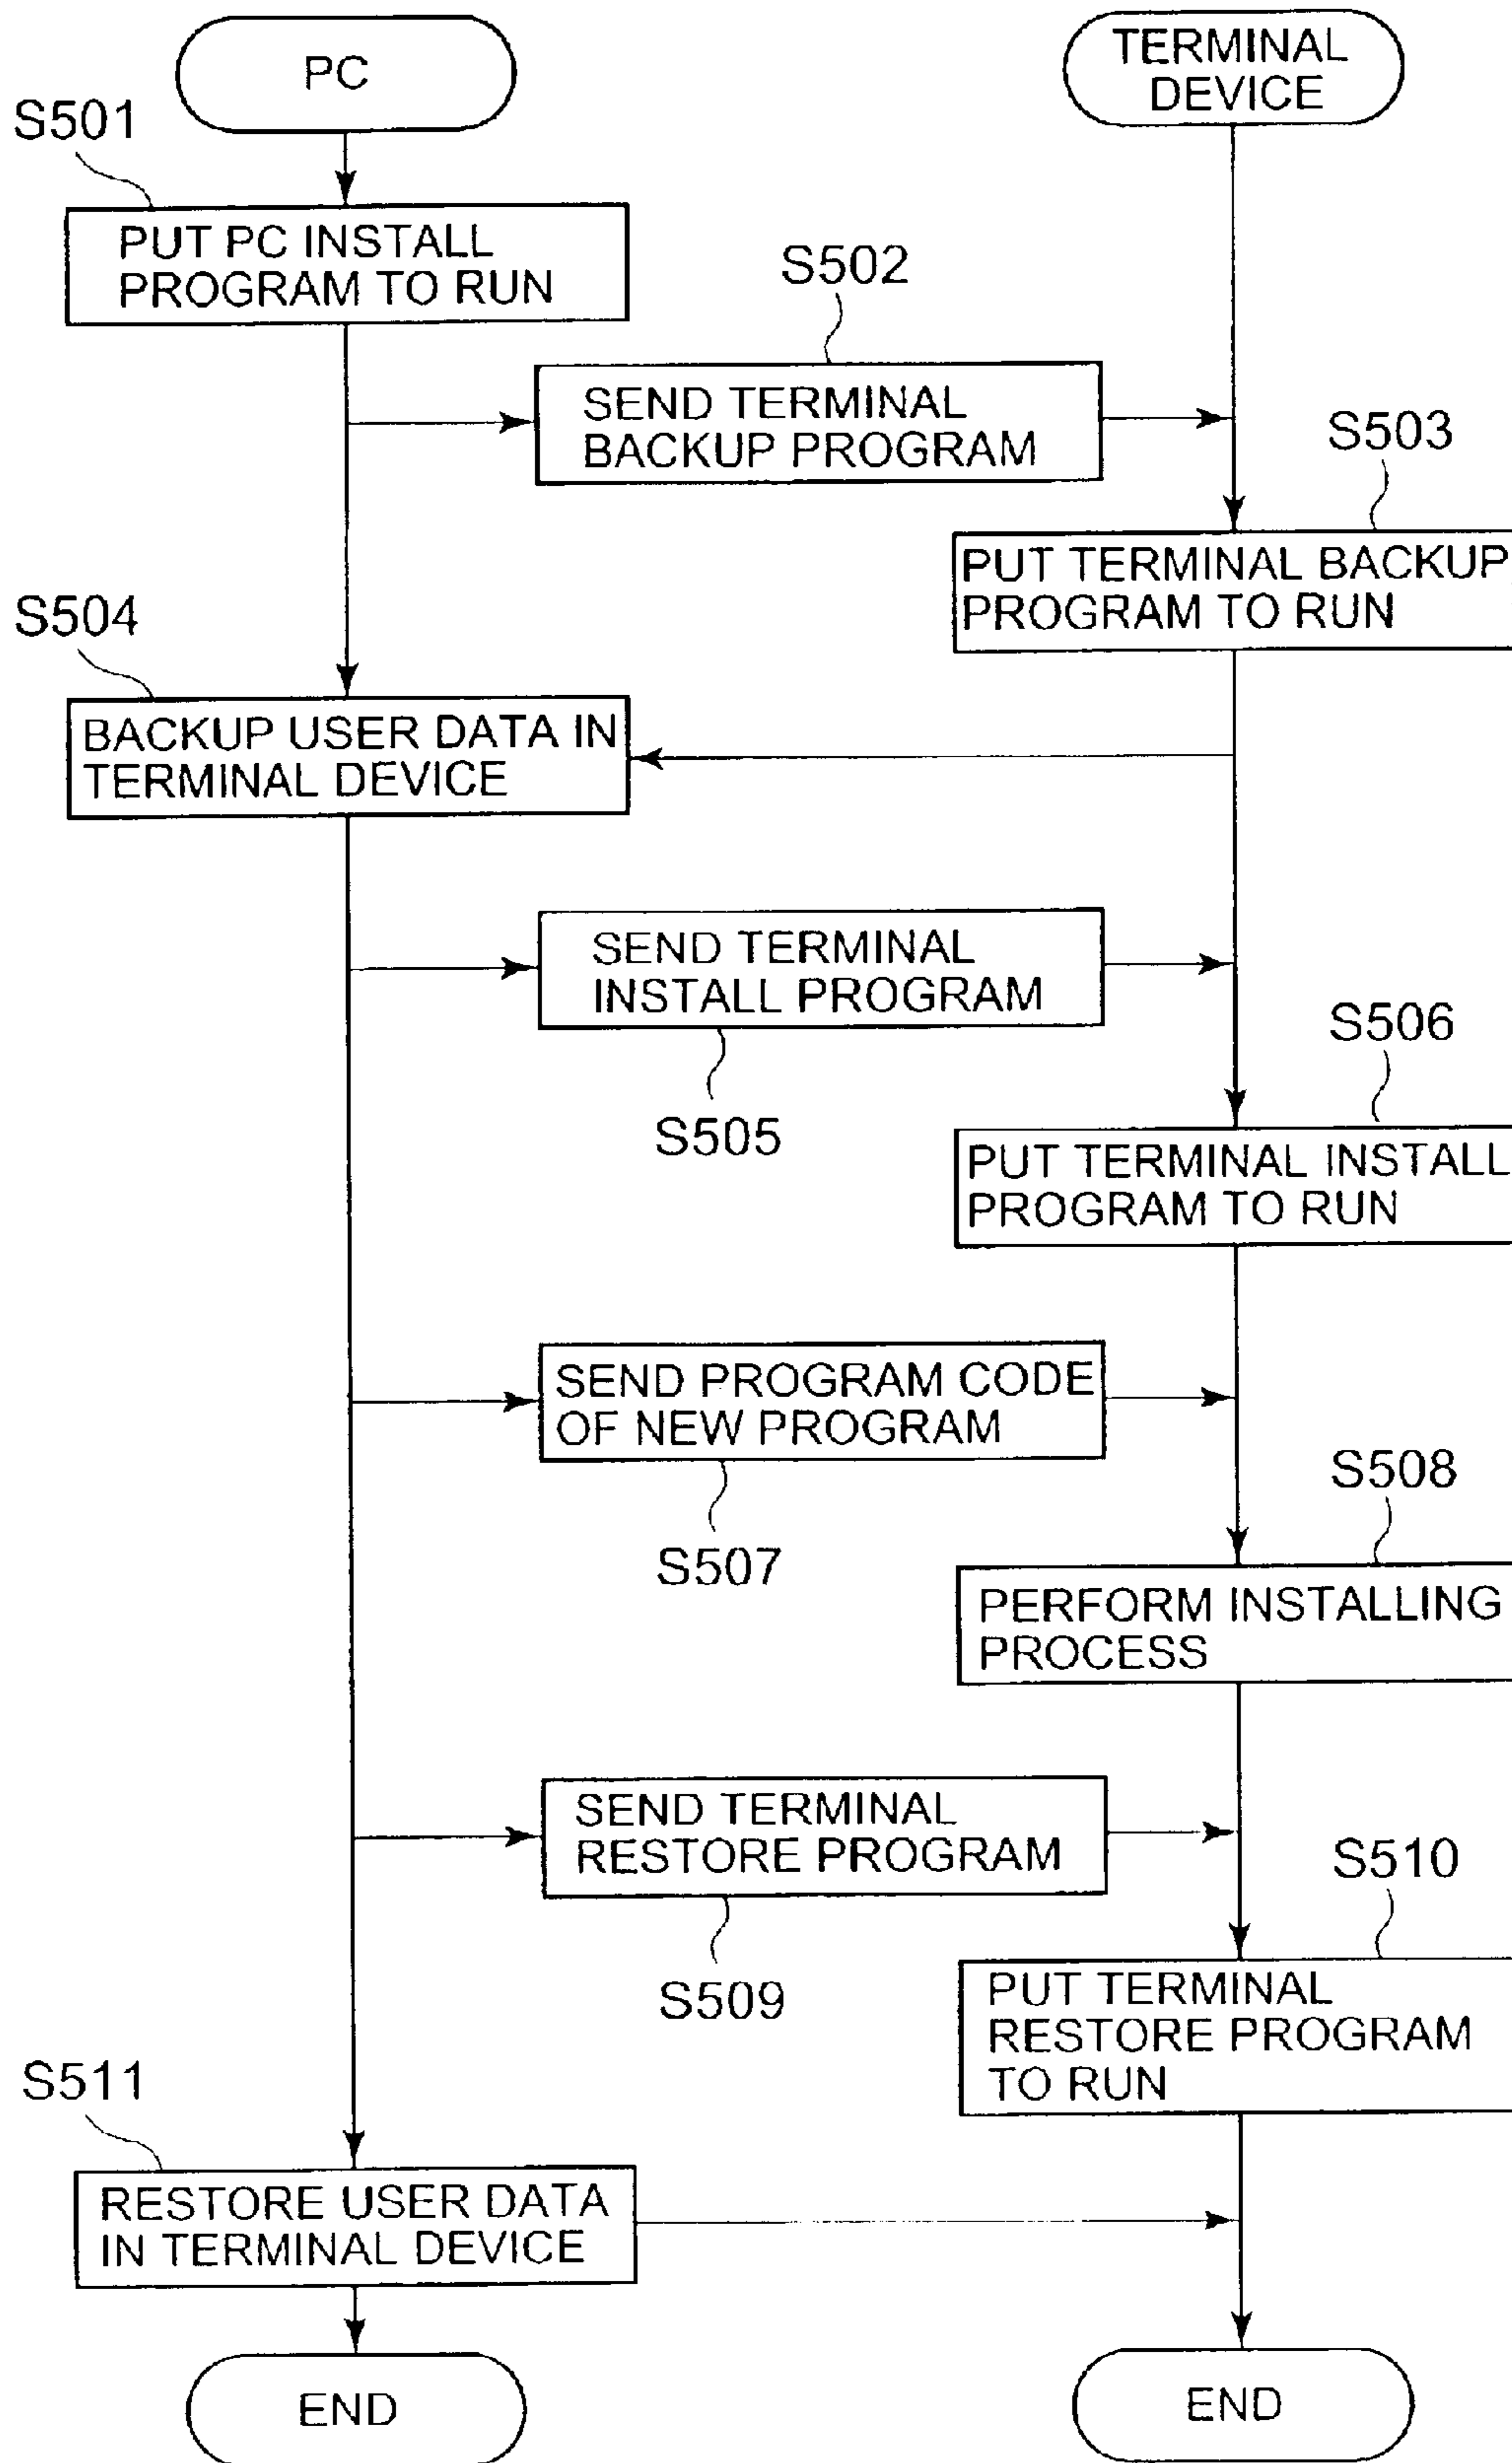 PC
TERMINAL
DEVICE
S501
PUT PC INSTALL
PROGRAM TO RUN
S502
SEND TERMINAL
BACKUP PROGRAM
S503
PUT TERMINAL BACKUP
PROGRAM TO RUN
S504
BACKUP USER DATA IN
TERMINAL DEVICE
SEND TERMINAL
INSTALL PROGRAM
S505
S506
PUT TERMINAL INSTALL
PROGRAM TO RUN
SEND PROGRAM CODE
OF NEW PROGRAM
S507
S508
PERFORM INSTALLING
PROCESS
SEND TERMINAL
RESTORE PROGRAM
S509
S510
PUT TERMINAL
RESTORE PROGRAM
TO RUN
S511
RESTORE USER DATA
IN TERMINAL DEVICE
END
END